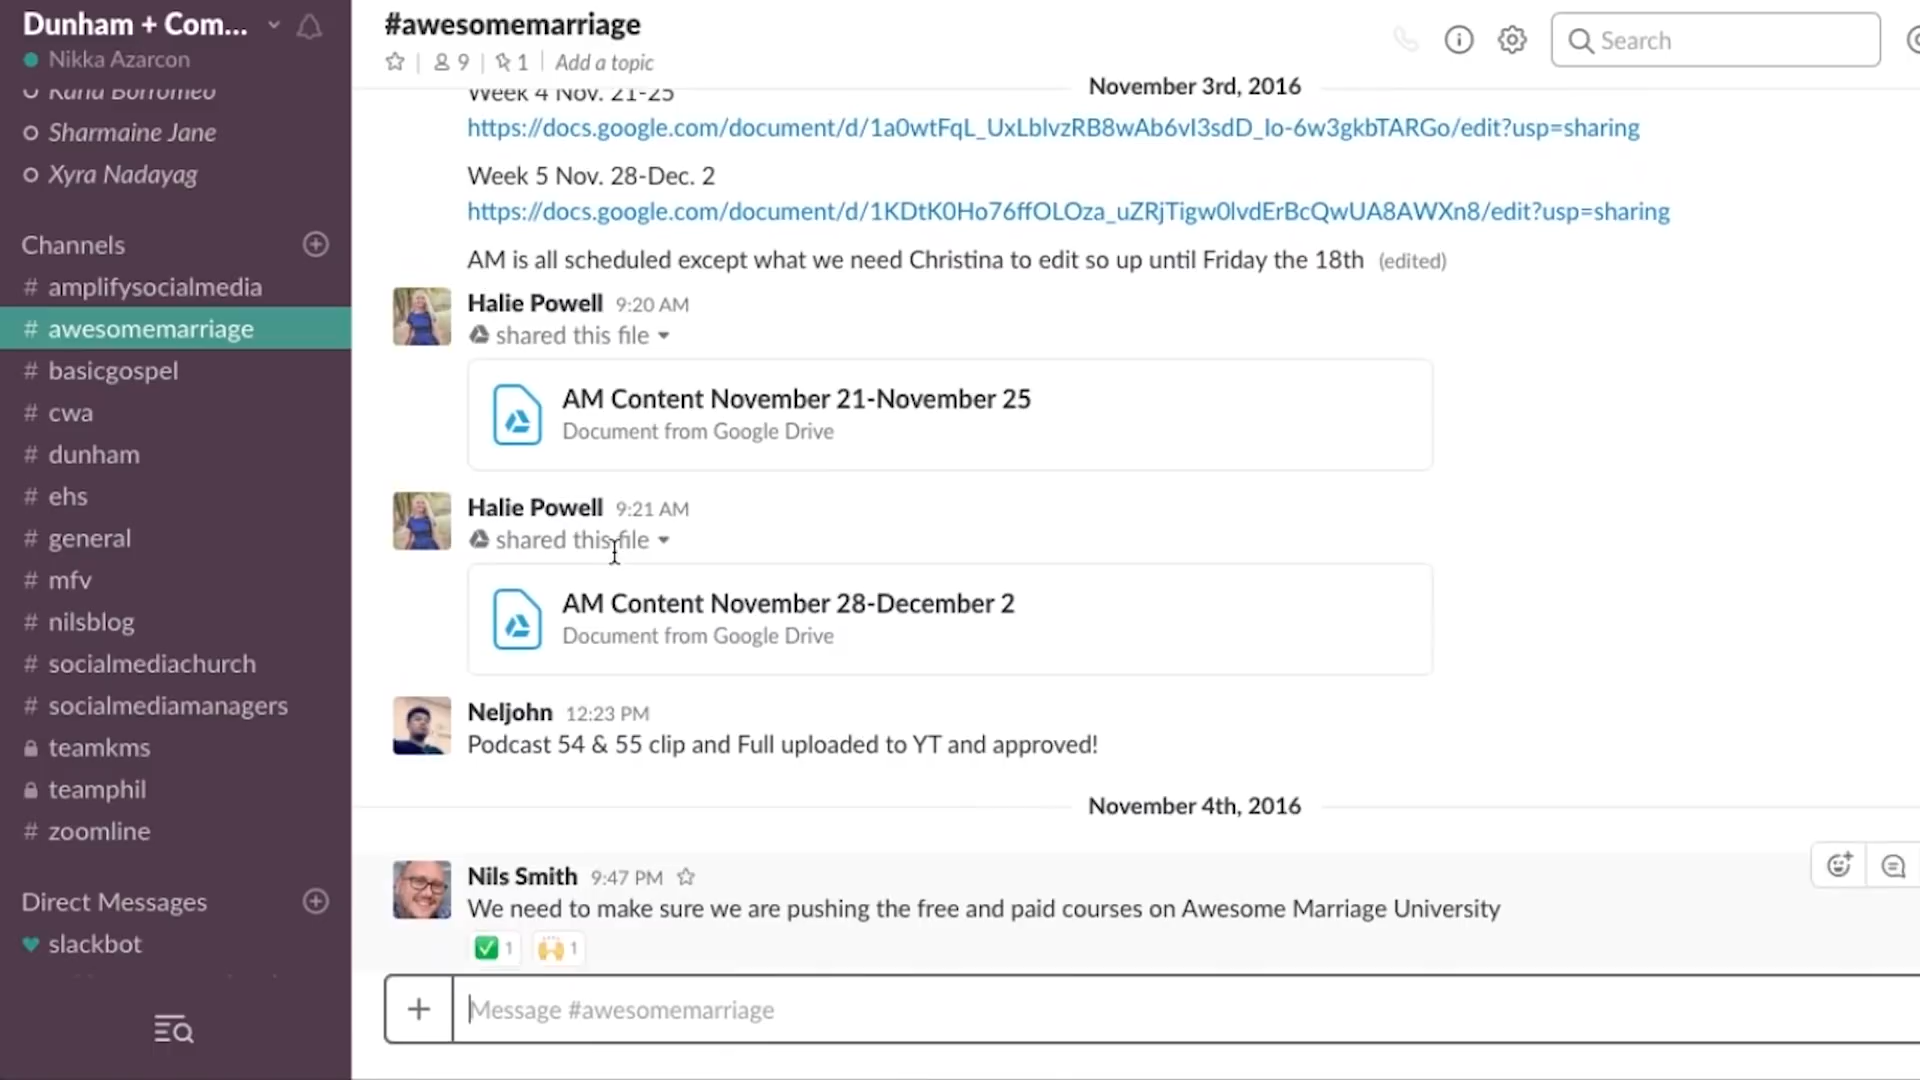 Dunham + Com...
Nikka Azarcon
Kana Borromeo
Sharmaine Jane
Xyra Nadayag
Channels
# amplifysocialmedia
# awesomemarriage
# basicgospel
# cwa
# dunham
# ehs
# general
# mfv
# nilsblog
# socialmediachurch
# socialmediamanagers
teamkms
teamphil
# zoomline
Direct Messages
slackbot
#awesomemarriage
9 | 1 | Add a topic
Search
November 3rd, 2016
Week 4 Nov. 21-25
https://docs.google.com/document/d/1a0wtFqL_UxLblvzRB8wAb6vI3sdD_Io-6w3gkbTARGo/edit?usp=sharing
Week 5 Nov. 28-Dec. 2
https://docs.google.com/document/d/1KDtK0Ho76ffOLOza_uZRjTigw0lvdErBcQwUA8AWXn8/edit?usp=sharing
AM is all scheduled except what we need Christina to edit so up until Friday the 18th (edited)
Halie Powell 9:20 AM
shared this file
AM Content November 21-November 25
Document from Google Drive
Halie Powell 9:21 AM
shared this file
AM Content November 28-December 2
Document from Google Drive
Neljohn 12:23 PM
Podcast 54 & 55 clip and Full uploaded to YT and approved!
November 4th, 2016
Nils Smith 9:47 PM
We need to make sure we are pushing the free and paid courses on Awesome Marriage University
1 1
Message #awesomemarriage